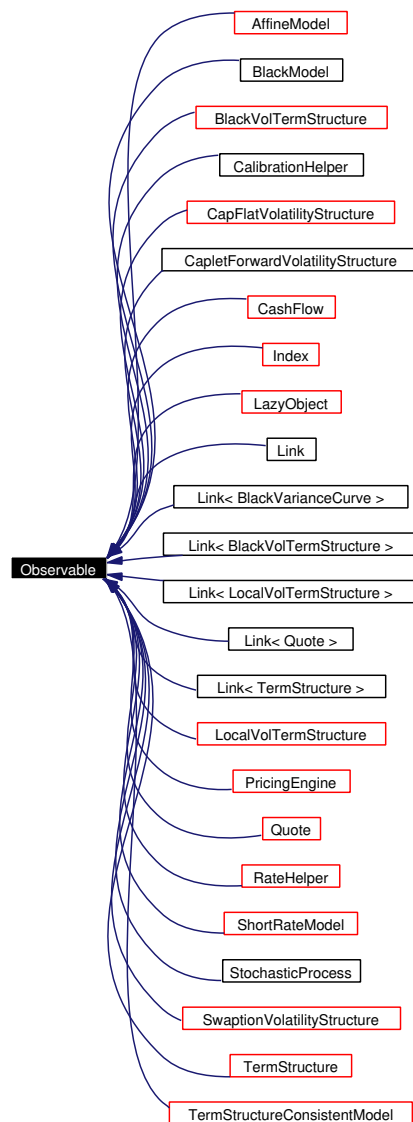 AffineModel
BlackModel
BlackVolTermStructure
CalibrationHelper
CapFlatVolatilityStructure
CapletForwardVolatilityStructure
CashFlow
Index
LazyObject
Link
Link< BlackVarianceCurve >
Link< BlackVolTermStructure >
Observable
Link< LocalVolTermStructure >
Link< Quote >
Link< TermStructure >
LocalVolTermStructure
PricingEngine
Quote
RateHelper
ShortRateModel
StochasticProcess
SwaptionVolatilityStructure
TermStructure
TermStructureConsistentModel